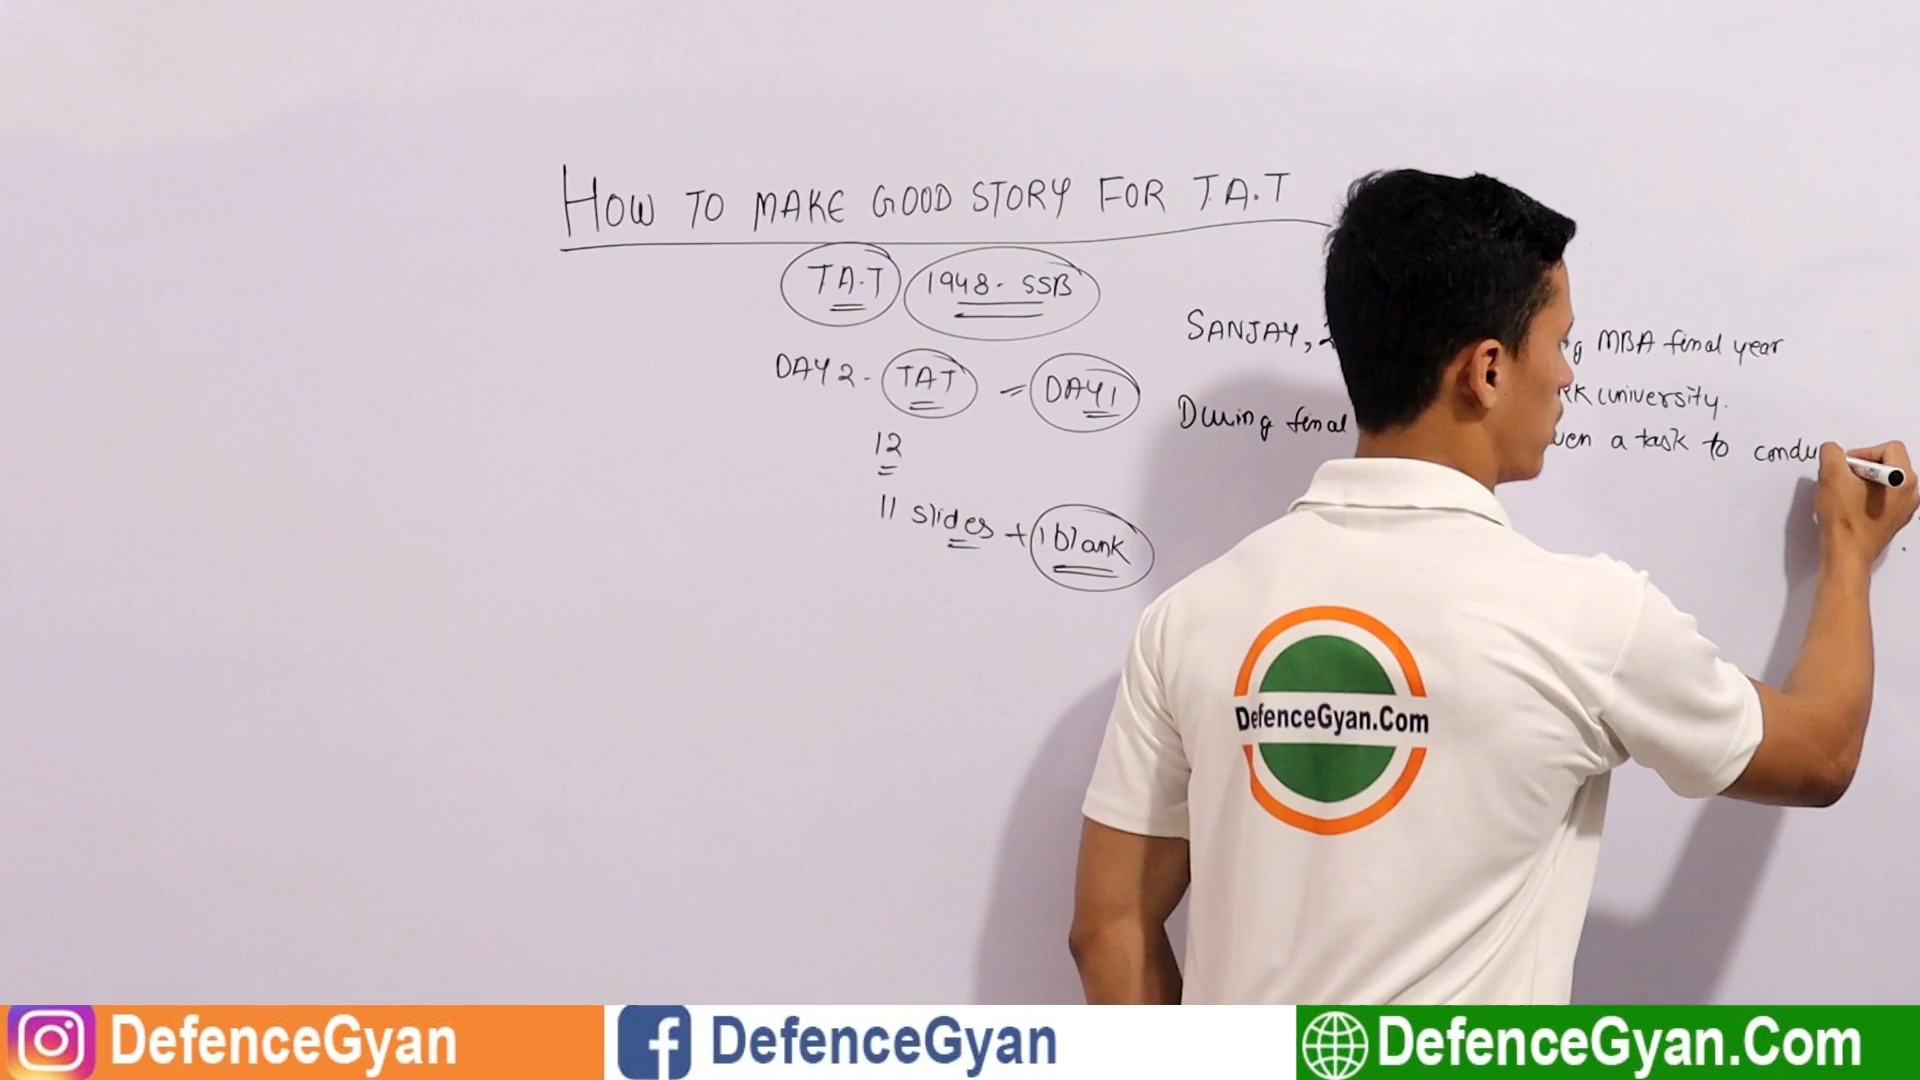 HOW TO MAKE GOOD STORY FOR T.A.T
T.A.T 1948- SSB
DAY 2 - TAT = DAY 1
12
11 slides + 1 blank
SANJAY, MBA final year
university.
During final a task to
DefenceGyan.Com
DefenceGyan
DefenceGyan
DefenceGyan.Com